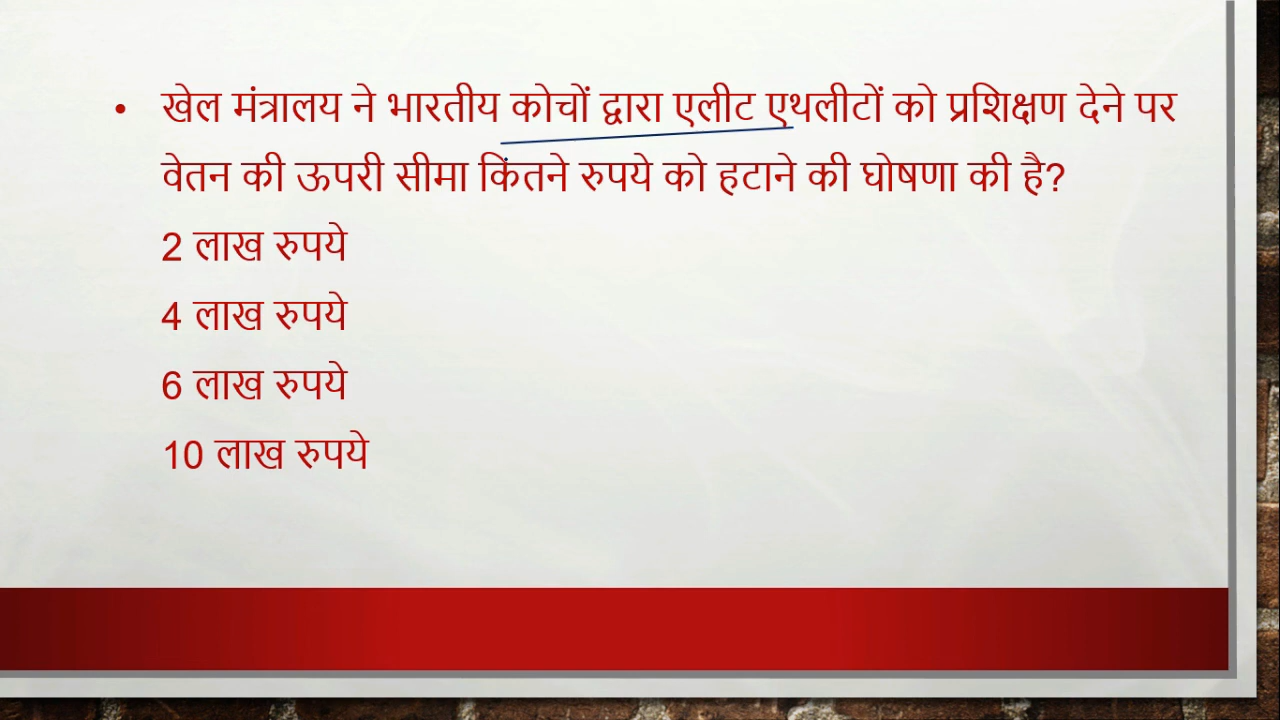 • खेल मंत्रालय ने भारतीय कोचों द्वारा एलीट एथलीटों को प्रशिक्षण देने पर
वेतन की ऊपरी सीमा कितने रुपये को हटाने की घोषणा की है?
2 लाख रुपये
4 लाख रुपये
6 लाख रुपये
10 लाख रुपये